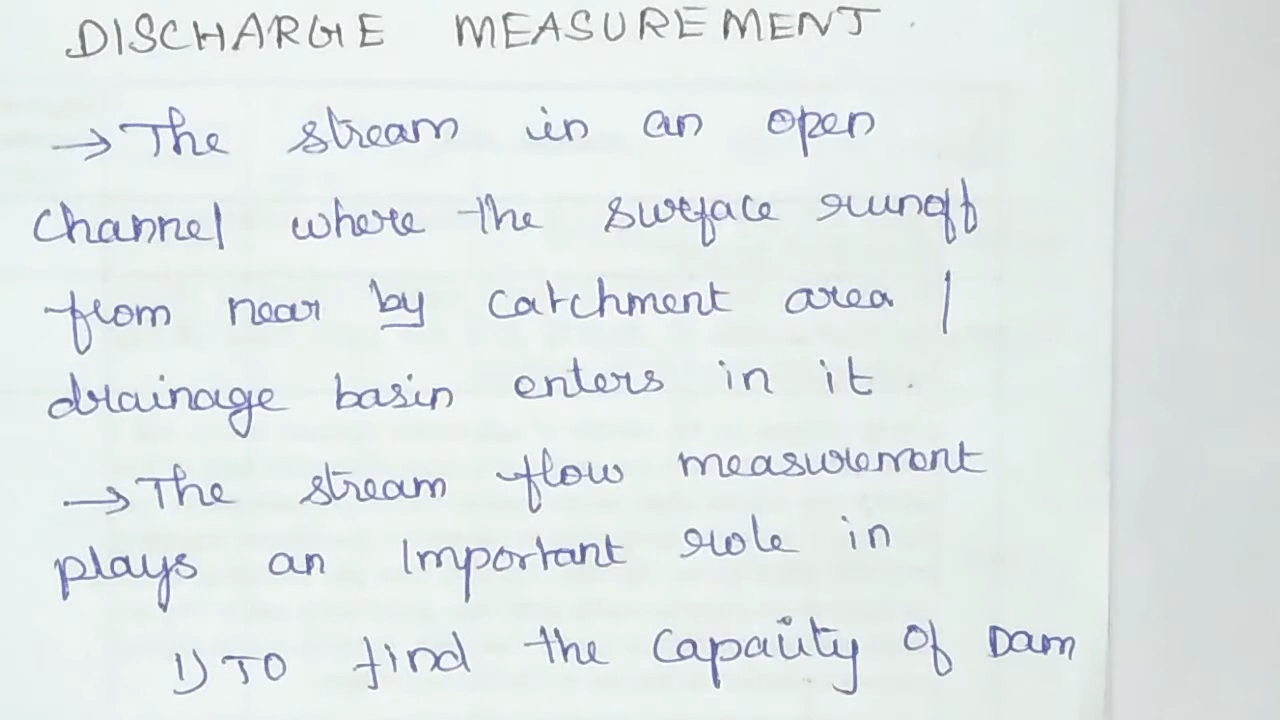 DISCHARGE MEASUREMENT
→ The stream in an open
channel where the surface runoff
from near by catchment area /
drainage basin enters in it.
→ The stream flow measurement
plays an important role in
1) To find the capacity of Dam